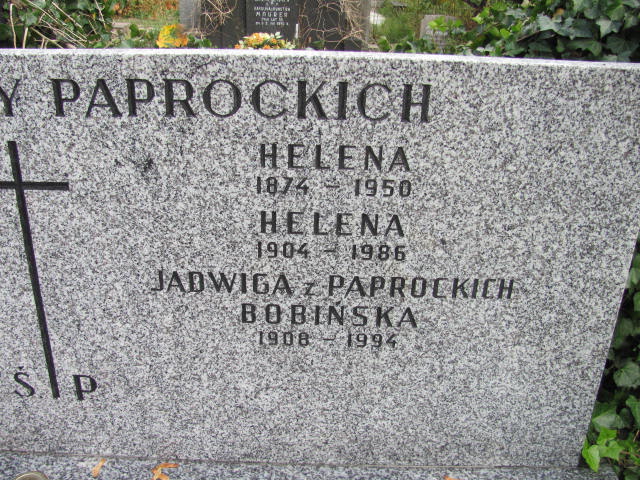 Y PAPROCKICH
HELENA
1874 - 1950
HELENA
1904 - 1986
JADWIGA z PAPROCKICH
BOBIŃSKA
1908 - 1994
Ś P